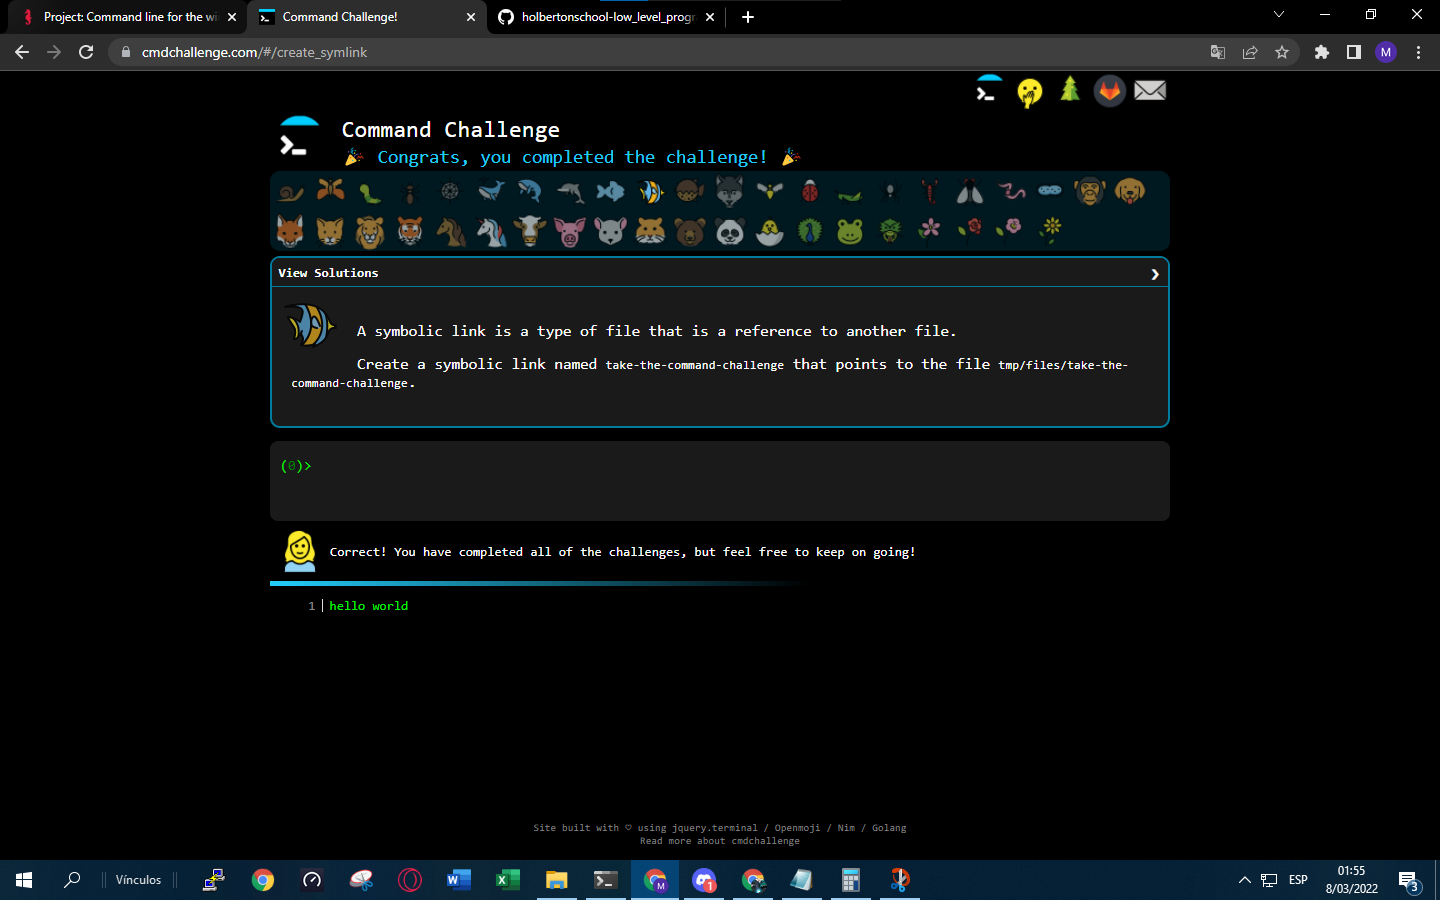 Project: Command line for the wi
Command Challenge!
holbertonschool-low_level_progr
cmdchallenge.com/#/create_symlink
M
Command Challenge
Congrats, you completed the challenge!
View Solutions
A symbolic link is a type of file that is a reference to another file.
Create a symbolic link named take-the-command-challenge that points to the file tmp/files/take-the-
command-challenge.
(0)>
Correct! You have completed all of the challenges, but feel free to keep on going!
1 hello world
Site built with ♡ using jquery.terminal / Openmoji / Nim / Golang
Read more about cmdchallenge
Vínculos
M
1
ESP
01:55
8/03/2022
3